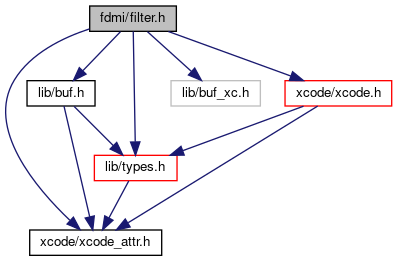 fdmi/filter.h
lib/buf.h
lib/buf_xc.h
xcode/xcode.h
lib/types.h
xcode/xcode_attr.h